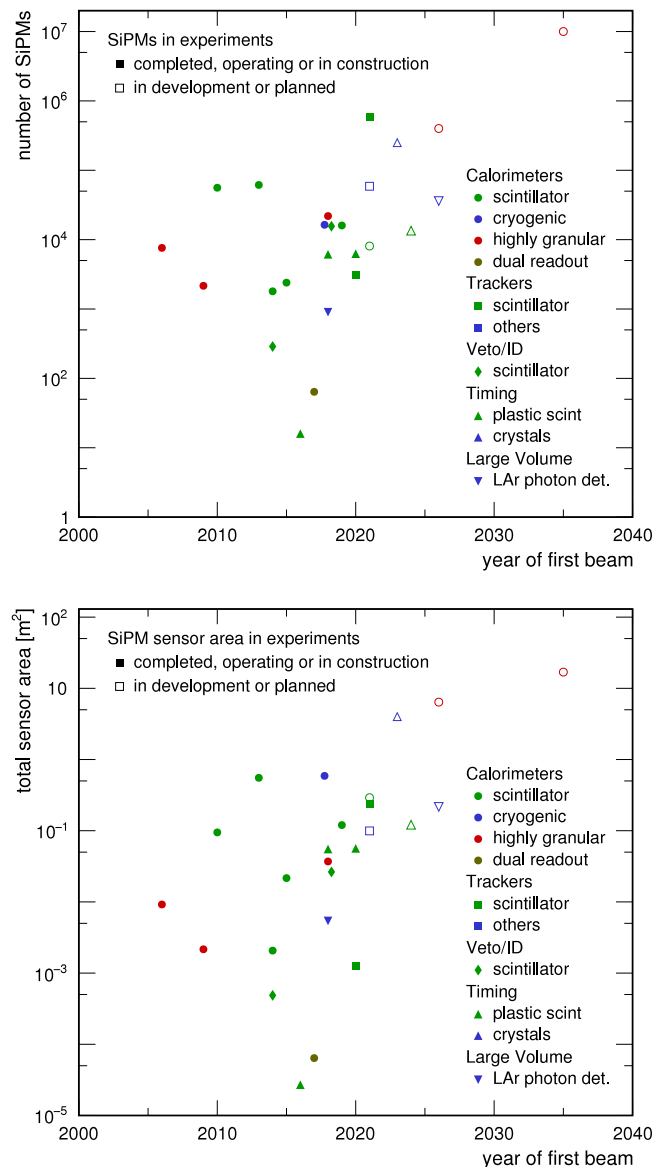 10^7
SiPMs in experiments
completed, operating or in construction
in development or planned
number of SiPMs
10^6
Calorimeters
scintillator
cryogenic
highly granular
dual readout
Trackers
scintillator
others
Veto/ID
scintillator
Timing
plastic scint
crystals
Large Volume
LAr photon det.
10^4
10^2
1
2000 2010 2020 2030 2040
year of first beam
10^2
SiPM sensor area in experiments
completed, operating or in construction
in development or planned
total sensor area [m^2]
10
Calorimeters
scintillator
cryogenic
highly granular
dual readout
Trackers
scintillator
others
Veto/ID
scintillator
Timing
plastic scint
crystals
Large Volume
LAr photon det.
10^-1
10^-3
10^-5
2000 2010 2020 2030 2040
year of first beam